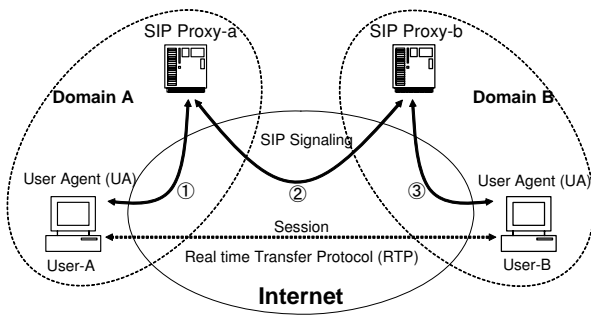 SIP Proxy-a
SIP Proxy-b
Domain A
Domain B
SIP Signaling
User Agent (UA)
①
②
③
User Agent (UA)
Session
Real time Transfer Protocol (RTP)
User-A
User-B
Internet